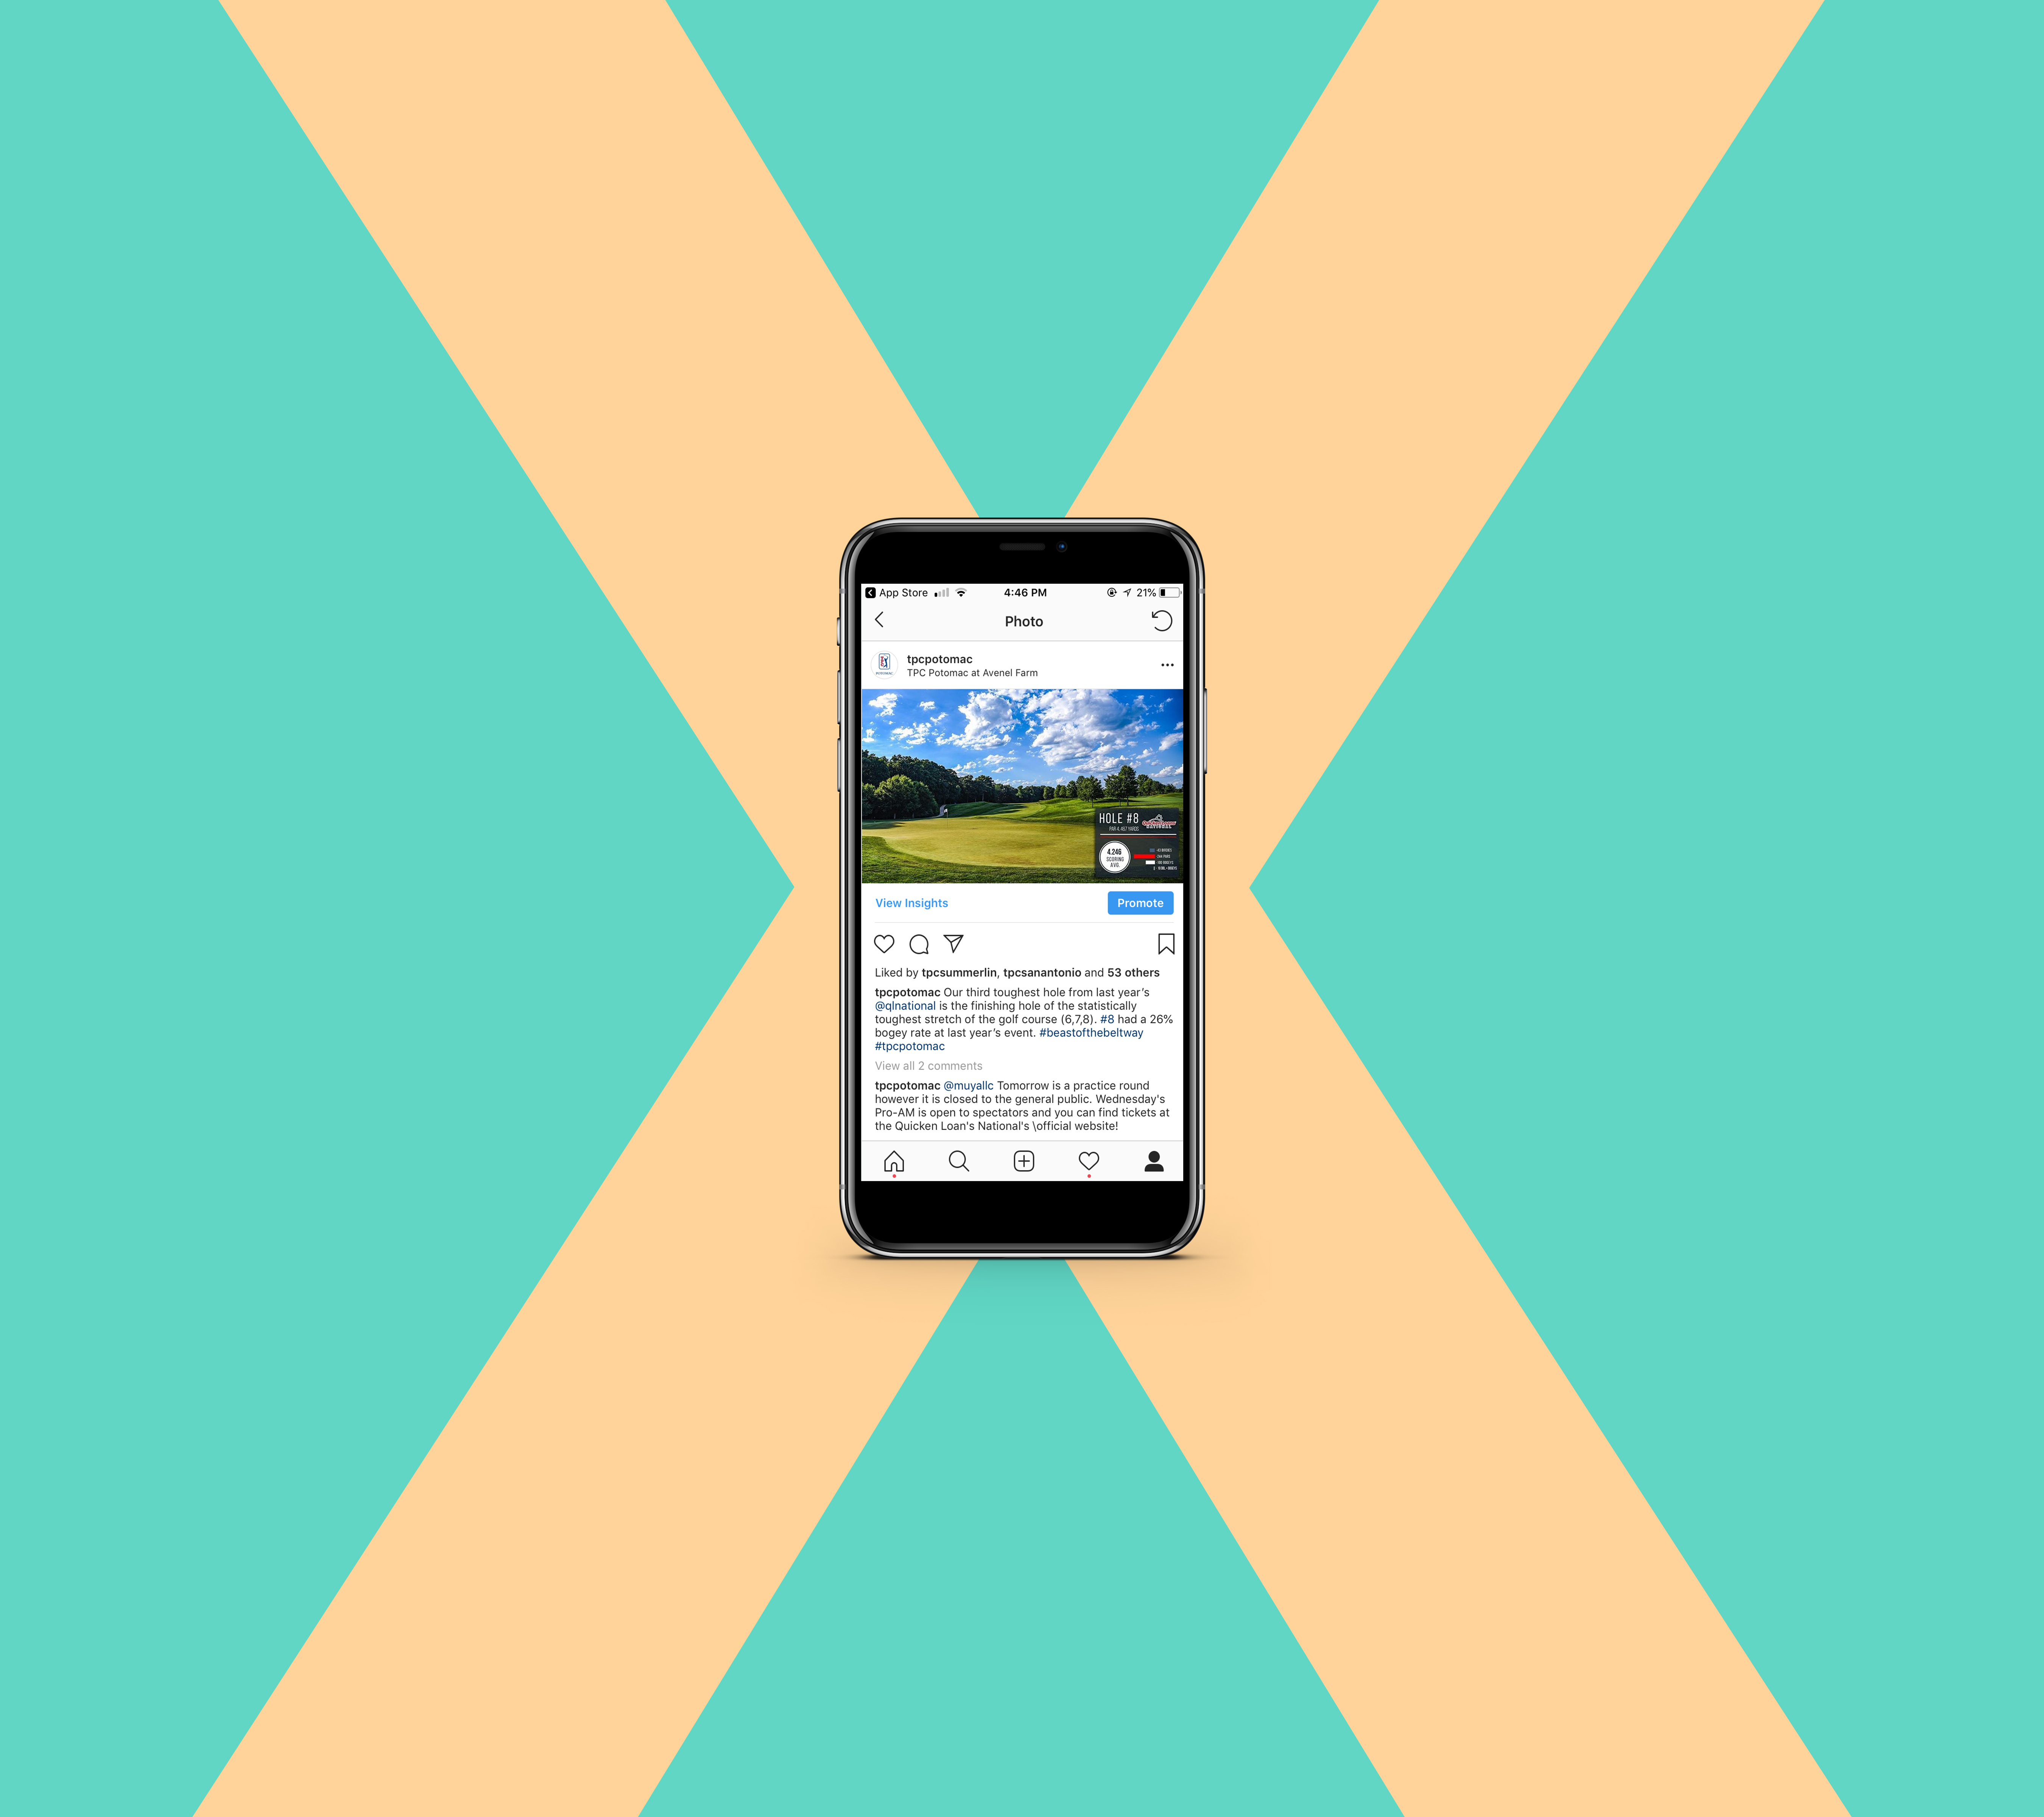 App Store 4:46 PM 21%
Photo
tpcpotomac
TPC Potomac at Avenel Farm
HOLE #8
PAR 4, 467 YARDS
NATIONAL
4.246
SCORING
AVG.
View Insights
Promote
Liked by tpcsummerlin, tpcsanantonio and 53 others
tpcpotomac Our third toughest hole from last year's
@qlnational is the finishing hole of the statistically
toughest stretch of the golf course (6,7,8). #8 had a 26%
bogey rate at last year's event. #beastofthebeltway
#tpcpotomac
View all 2 comments
tpcpotomac @muyallc Tomorrow is a practice round
however it is closed to the general public. Wednesday's
Pro-AM is open to spectators and you can find tickets at
the Quicken Loan's National's \official website!